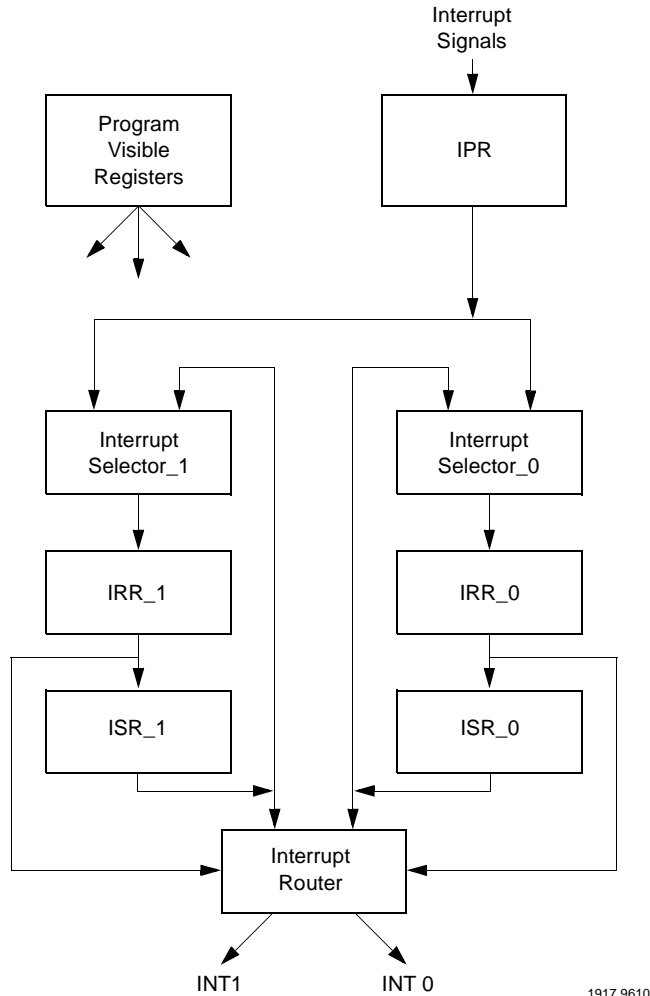 Interrupt
Signals
Program
Visible
Registers
IPR
Interrupt
Selector_1
Interrupt
Selector_0
IRR_1
IRR_0
ISR_1
ISR_0
Interrupt
Router
INT1
INT 0
1917 9610